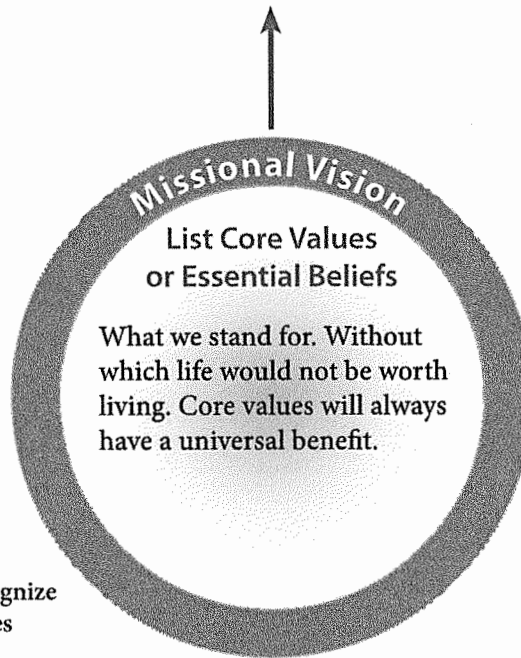 Missional Vision
List Core Values
or Essential Beliefs
What we stand for. Without
which life would not be worth
living. Core values will always
have a universal benefit.